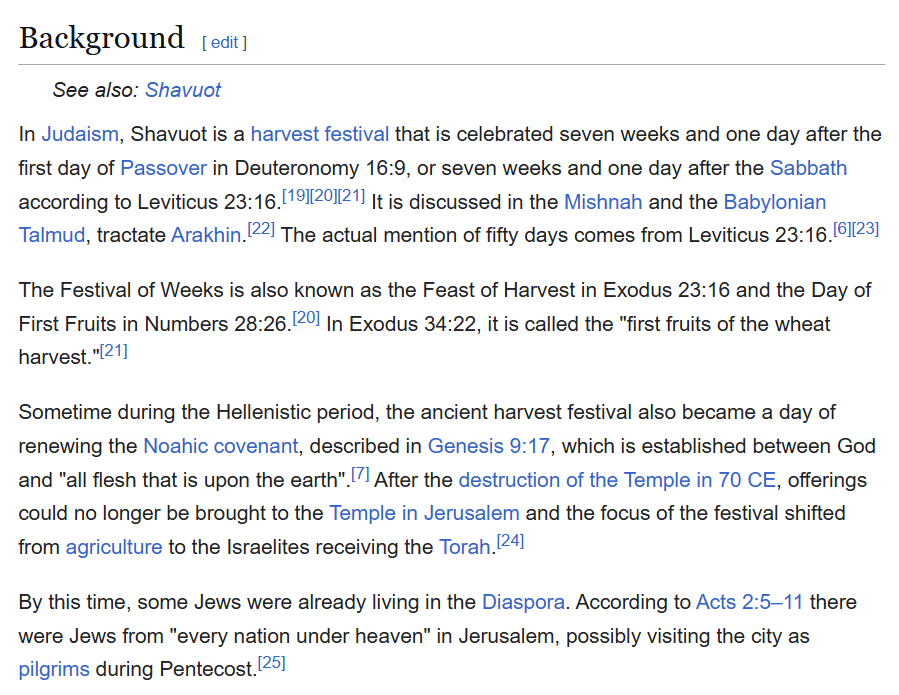 Background [ edit ]
See also: Shavuot
In Judaism, Shavuot is a harvest festival that is celebrated seven weeks and one day after the
first day of Passover in Deuteronomy 16:9, or seven weeks and one day after the Sabbath
according to Leviticus 23:16.[19][20][21] It is discussed in the Mishnah and the Babylonian
Talmud, tractate Arakhin.[22] The actual mention of fifty days comes from Leviticus 23:16.[6][23]
The Festival of Weeks is also known as the Feast of Harvest in Exodus 23:16 and the Day of
First Fruits in Numbers 28:26.[20] In Exodus 34:22, it is called the "first fruits of the wheat
harvest."[21]
Sometime during the Hellenistic period, the ancient harvest festival also became a day of
renewing the Noahic covenant, described in Genesis 9:17, which is established between God
and "all flesh that is upon the earth".[7] After the destruction of the Temple in 70 CE, offerings
could no longer be brought to the Temple in Jerusalem and the focus of the festival shifted
from agriculture to the Israelites receiving the Torah.[24]
By this time, some Jews were already living in the Diaspora. According to Acts 2:5–11 there
were Jews from "every nation under heaven" in Jerusalem, possibly visiting the city as
pilgrims during Pentecost.[25]